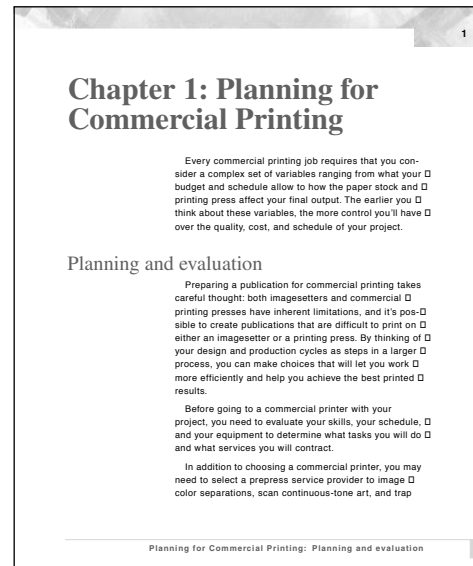 1
Chapter 1: Planning for
Commercial Printing
Every commercial printing job requires that you con-
sider a complex set of variables ranging from what your □
budget and schedule allow to how the paper stock and □
printing press affect your final output. The earlier you □
think about these variables, the more control you'll have □
over the quality, cost, and schedule of your project.
Planning and evaluation
Preparing a publication for commercial printing takes
careful thought: both imagesetters and commercial □
printing presses have inherent limitations, and it's pos-□
sible to create publications that are difficult to print on □
either an imagesetter or a printing press. By thinking of □
your design and production cycles as steps in a larger □
process, you can make choices that will let you work □
more efficiently and help you achieve the best printed □
results.
Before going to a commercial printer with your
project, you need to evaluate your skills, your schedule, □
and your equipment to determine what tasks you will do □
and what services you will contract.
In addition to choosing a commercial printer, you may
need to select a prepress service provider to image □
color separations, scan continuous-tone art, and trap
Planning for Commercial Printing: Planning and evaluation